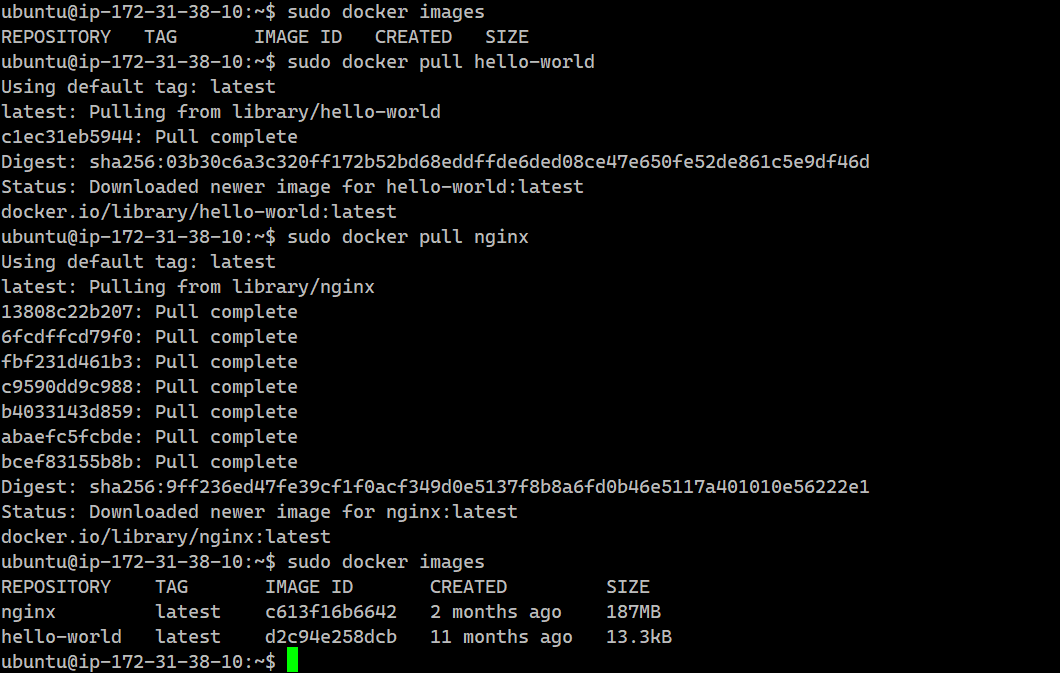 ubuntu@ip-172-31-38-10:~$ sudo docker images
REPOSITORY   TAG       IMAGE ID   CREATED   SIZE
ubuntu@ip-172-31-38-10:~$ sudo docker pull hello-world
Using default tag: latest
latest: Pulling from library/hello-world
c1ec31eb5944: Pull complete
Digest: sha256:03b30c6a3c320ff172b52bd68eddffde6ded08ce47e650fe52de861c5e9df46d
Status: Downloaded newer image for hello-world:latest
docker.io/library/hello-world:latest
ubuntu@ip-172-31-38-10:~$ sudo docker pull nginx
Using default tag: latest
latest: Pulling from library/nginx
13808c22b207: Pull complete
6fcdffcd79f0: Pull complete
fbf231d461b3: Pull complete
c9590dd9c988: Pull complete
b4033143d859: Pull complete
abaefc5fcbde: Pull complete
bcef83155b8b: Pull complete
Digest: sha256:9ff236ed47fe39cf1f0acf349d0e5137f8b8a6fd0b46e5117a401010e56222e1
Status: Downloaded newer image for nginx:latest
docker.io/library/nginx:latest
ubuntu@ip-172-31-38-10:~$ sudo docker images
REPOSITORY    TAG       IMAGE ID       CREATED         SIZE
nginx         latest    c613f16b6642   2 months ago    187MB
hello-world   latest    d2c94e258dcb   11 months ago   13.3kB
ubuntu@ip-172-31-38-10:~$